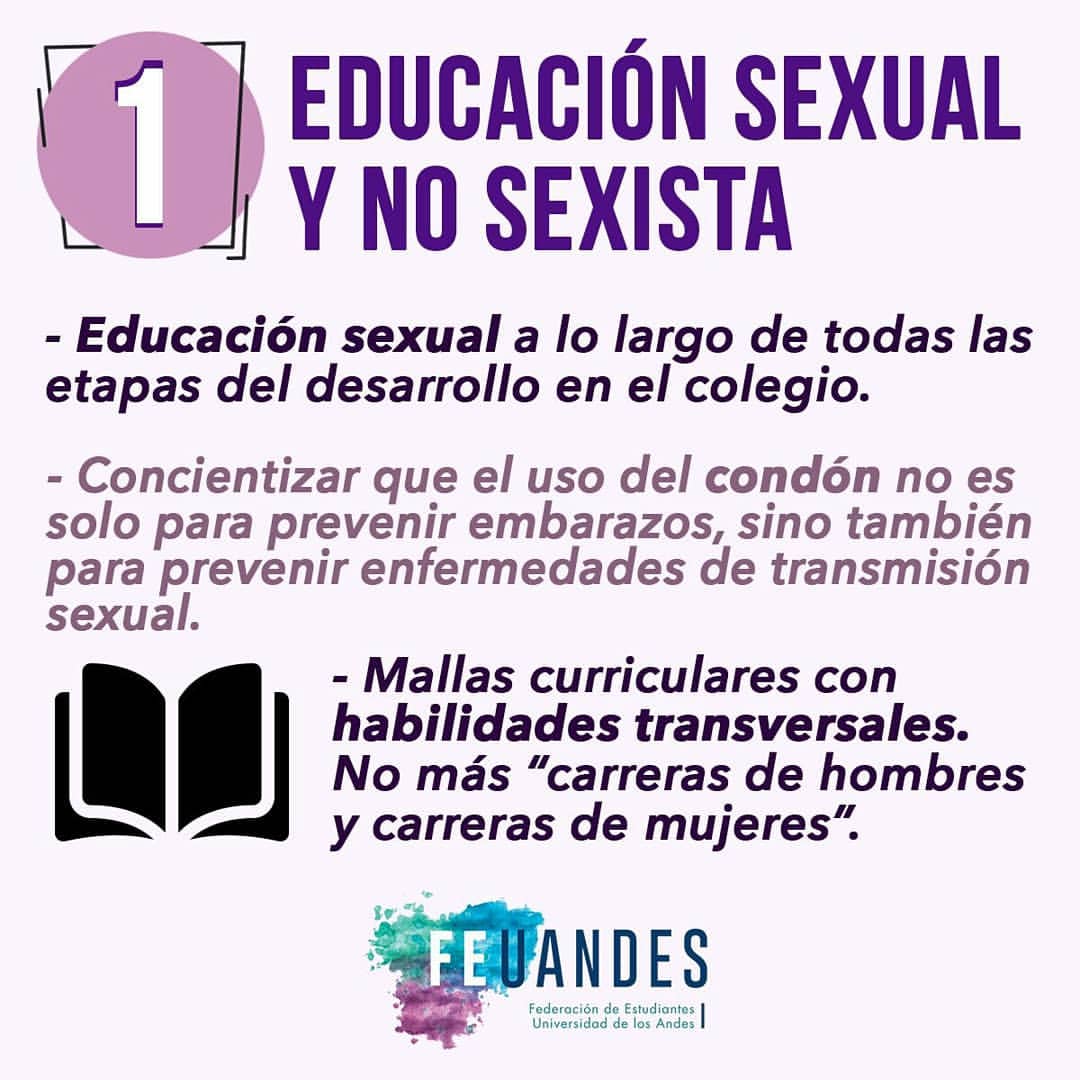 1
EDUCACIÓN SEXUAL
Y NO SEXISTA
- Educación sexual a lo largo de todas las
etapas del desarrollo en el colegio.
- Concientizar que el uso del condón no es
solo para prevenir embarazos, sino también
para prevenir enfermedades de transmisión
sexual.
- Mallas curriculares con
habilidades transversales.
No más “carreras de hombres
y carreras de mujeres”.
FEUANDES
Federación de Estudiantes
Universidad de los Andes